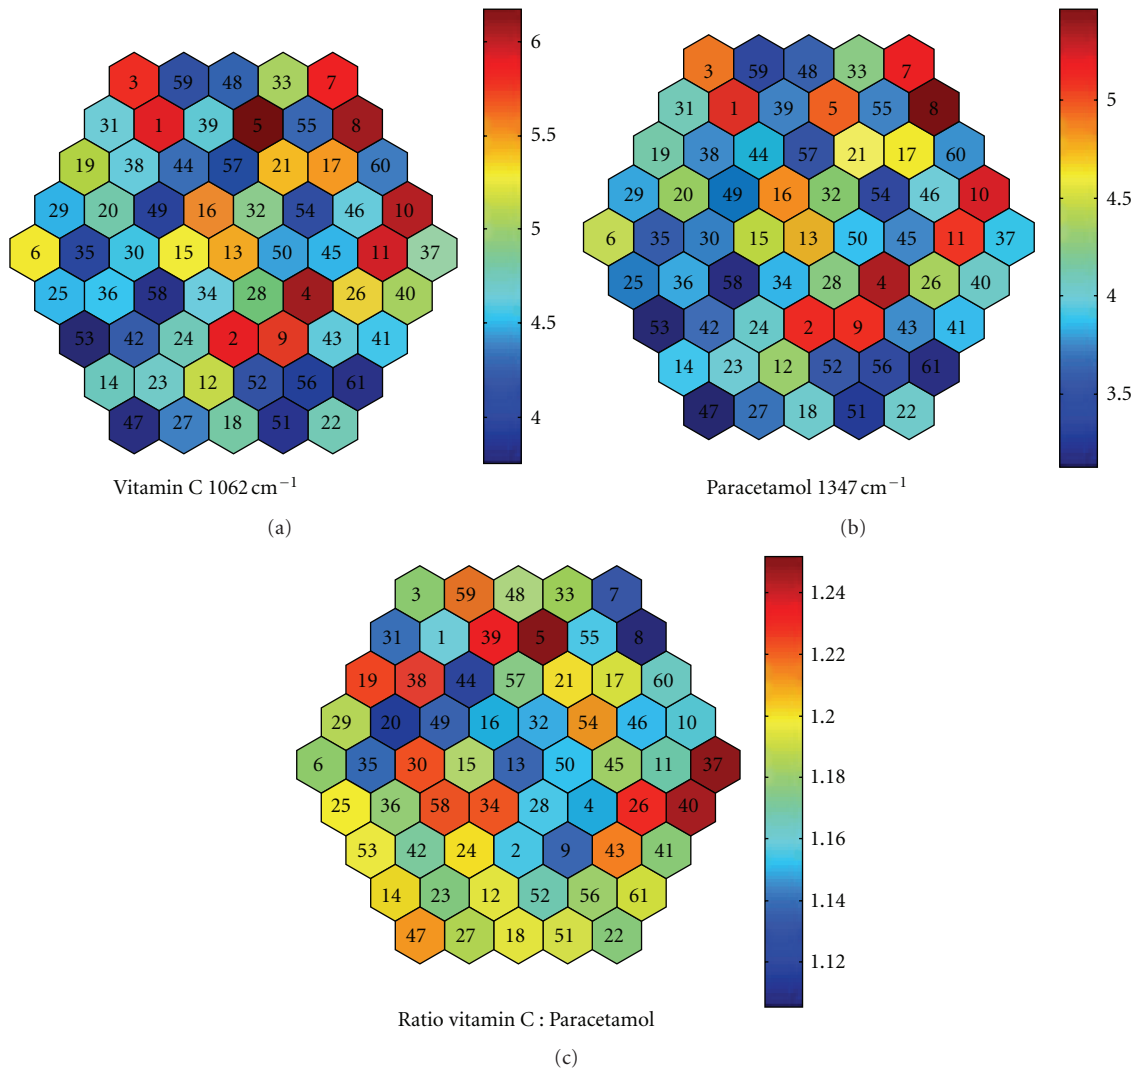 3 59 48 33 7
31 1 39 5 55 8
19 38 44 57 21 17 60
29 20 49 16 32 54 46 10
6 35 30 15 13 50 45 11 37
25 36 58 34 28 4 26 40
53 42 24 2 9 43 41
14 23 12 52 56 61
47 27 18 51 22
6
5.5
5
4.5
4
Vitamin C 1062 cm−1
(a)
3 59 48 33 7
31 1 39 5 55 8
19 38 44 57 21 17 60
29 20 49 16 32 54 46 10
6 35 30 15 13 50 45 11 37
25 36 58 34 28 4 26 40
53 42 24 2 9 43 41
14 23 12 52 56 61
47 27 18 51 22
5
4.5
4
3.5
Paracetamol 1347 cm−1
(b)
3 59 48 33 7
31 1 39 5 55 8
19 38 44 57 21 17 60
29 20 49 16 32 54 46 10
6 35 30 15 13 50 45 11 37
25 36 58 34 28 4 26 40
53 42 24 2 9 43 41
14 23 12 52 56 61
47 27 18 51 22
1.24
1.22
1.2
1.18
1.16
1.14
1.12
Ratio vitamin C : Paracetamol
(c)